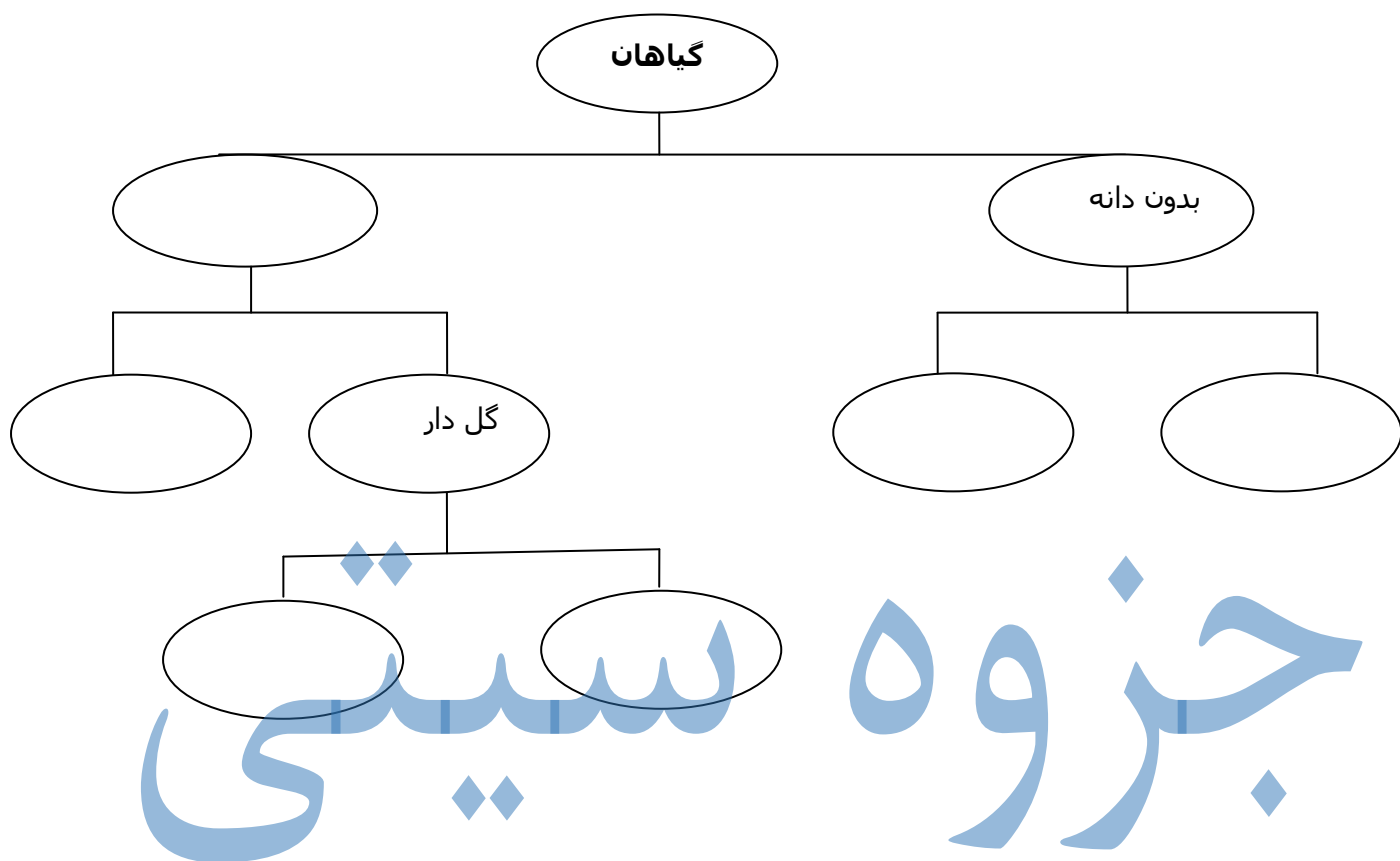 گیاهان
بدون دانه
گل دار
جزوه سیتی